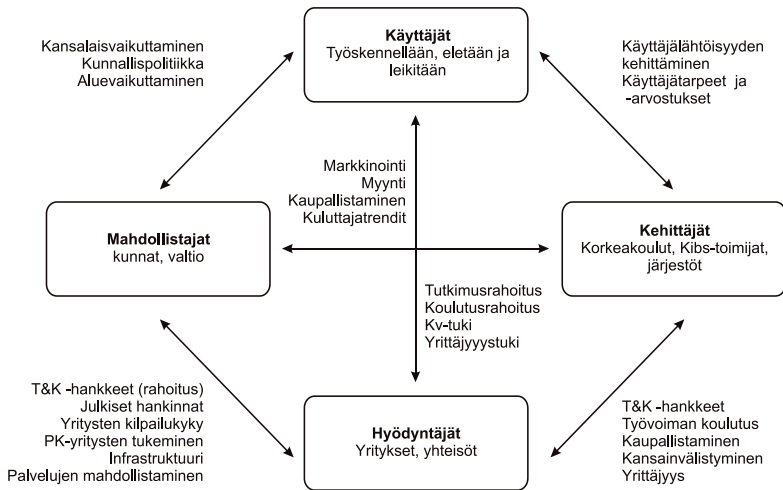 Käyttäjät
Työskennellään, eletään ja
leikitään
Kansalaisvaikuttaminen
Kunnallispolitiikka
Aluevaikuttaminen
Käyttäjälähtöisyyden
kehittäminen
Käyttäjätarpeet ja
-arvostukset
Markkinointi
Myynti
Kaupallistaminen
Kuluttajatrendit
Mahdollistajat
kunnat, valtio
Kehittäjät
Korkeakoulut, Kibs-toimijat,
järjestöt
Tutkimusrahoitus
Koulutusrahoitus
Kv-tuki
Yrittäjyyystuki
T&K -hankkeet (rahoitus)
Julkiset hankinnat
Yritysten kilpailukyky
PK-yritysten tukeminen
Infrastruktuuri
Palvelujen mahdollistaminen
Hyödyntäjät
Yritykset, yhteisöt
T&K -hankkeet
Työvoiman koulutus
Kaupallistaminen
Kansainvälistyminen
Yrittäjyys